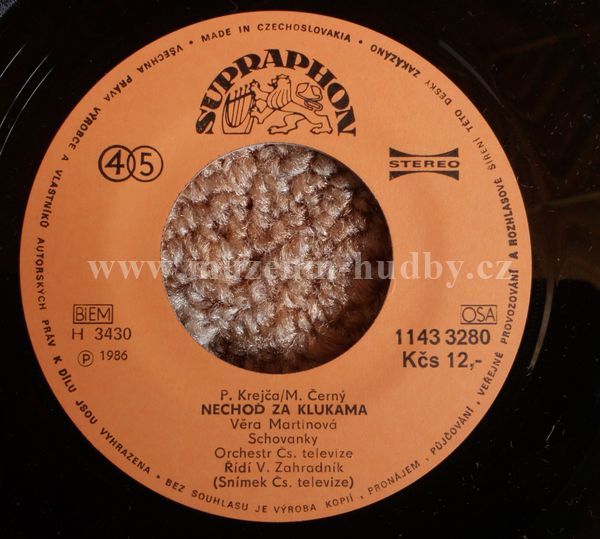 • MADE IN CZECHOSLOVAKIA •
VŠECHNA PRÁVA VÝROBCE A VLASTNÍKŮ AUTORSKÝCH PRÁV K DÍLU JSOU VYHRAZENA • BEZ SOUHLASU JE VÝROBA KOPIÍ, PRONÁJEM, PŮJČOVÁNÍ, VEŘEJNÉ PROVOZOVÁNÍ A ROZHLASOVÉ ŠÍŘENÍ TÉTO DESKY ZAKÁZÁNO
SUPRAPHON
45
STEREO
www.muzeum-hudby.cz
BIEM
H 3430
Ⓟ 1986
OSA
1143 3280
Kčs 12,-
P. Krejča/M. Černý
NECHOĎ ZA KLUKAMA
Věra Martinová
Schovanky
Orchestr Čs. televize
Řídí V. Zahradník
(Snímek Čs. televize)